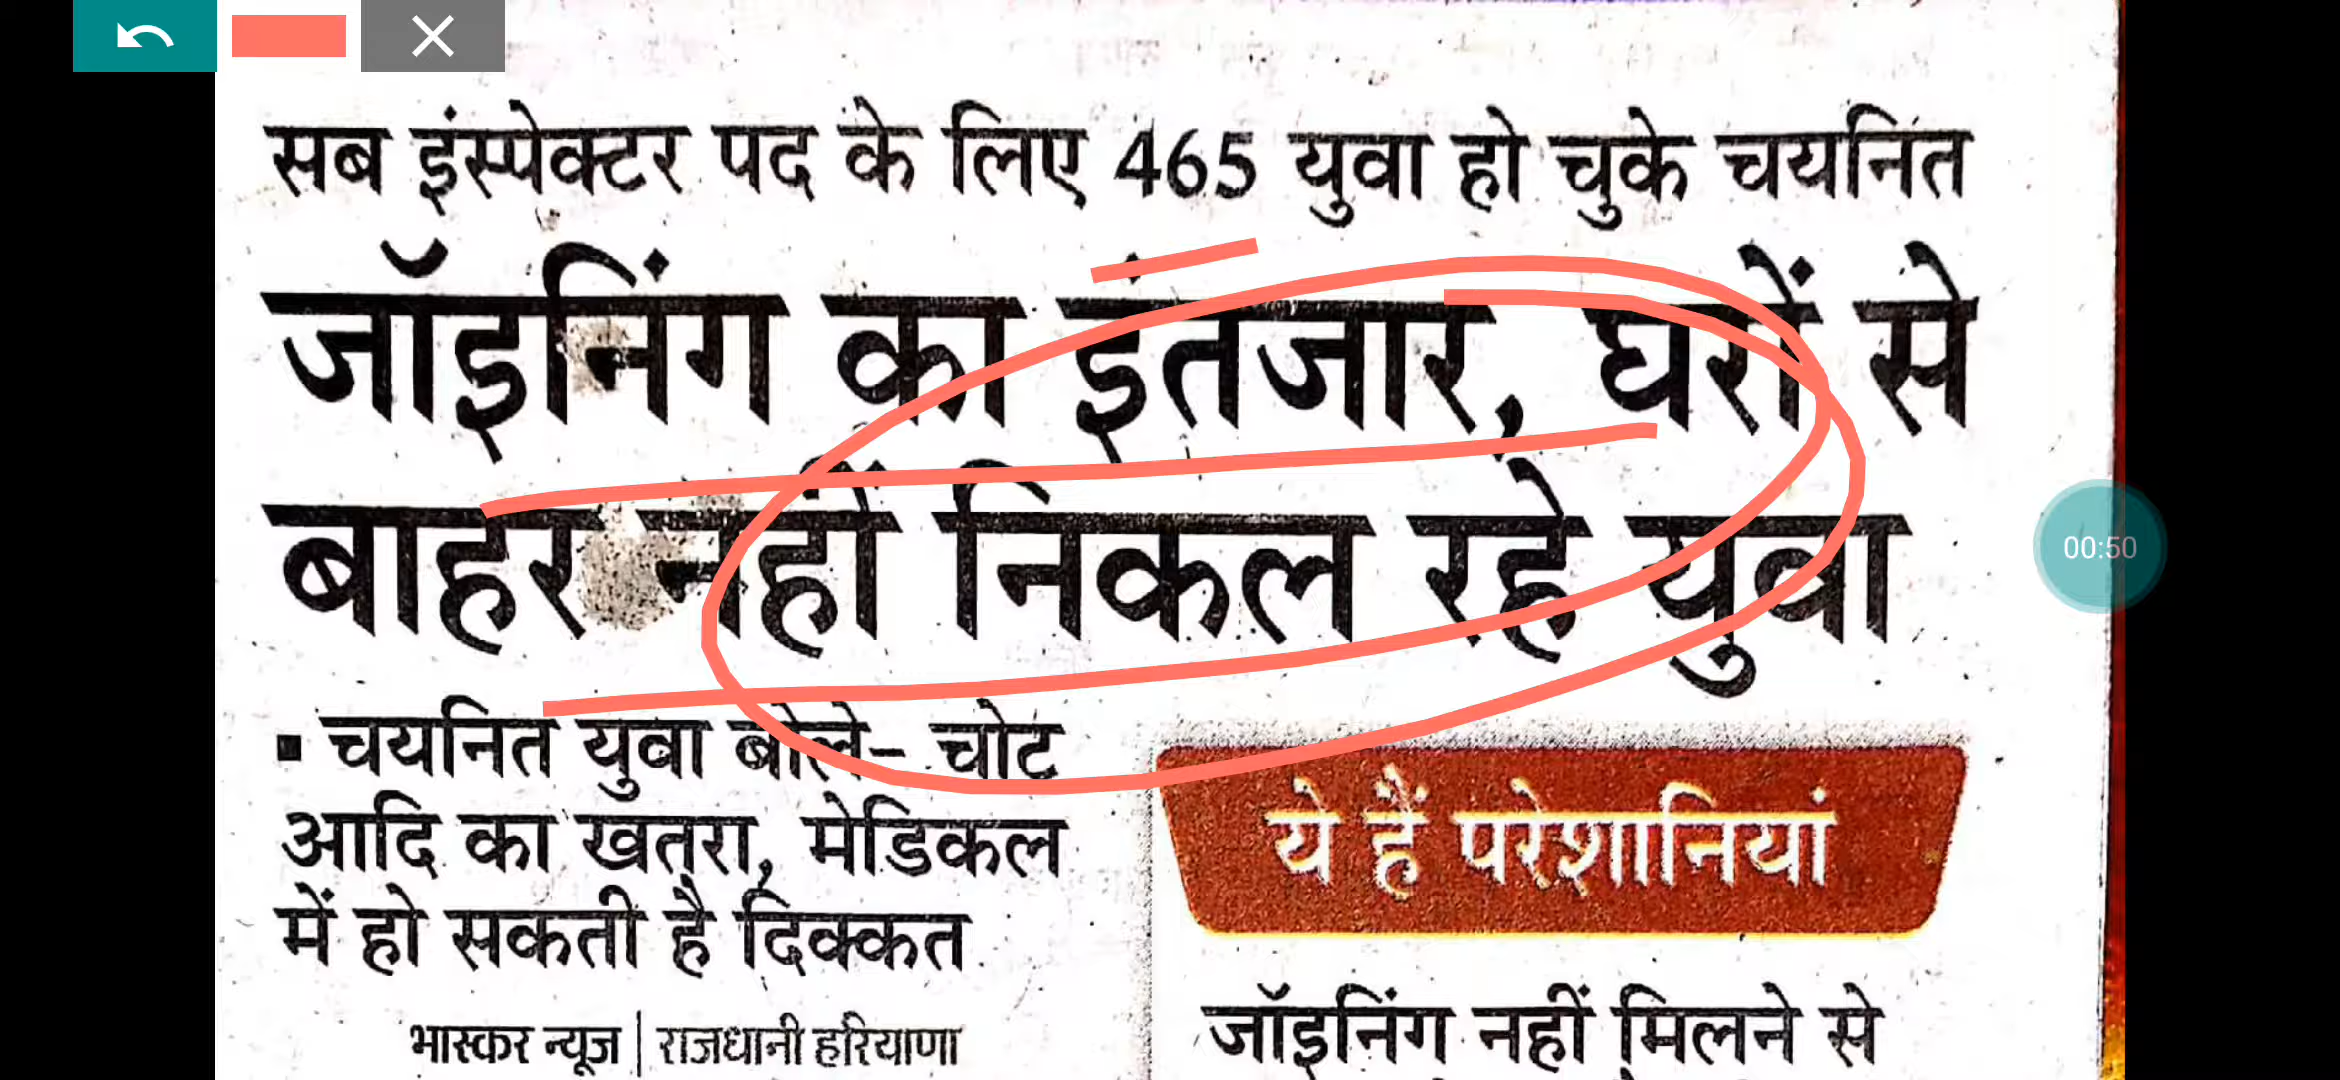 सब इंस्पेक्टर पद के लिए 465 युवा हो चुके चयनित
जॉइनिंग का इंतजार, घरों से
बाहर नहीं निकल रहे युवा
▪ चयनित युवा बोले- चोट
आदि का खतरा, मेडिकल
में हो सकती है दिक्कत
भास्कर न्यूज | राजधानी हरियाणा
ये हैं परेशानियां
जॉइनिंग नहीं मिलने से
00:50